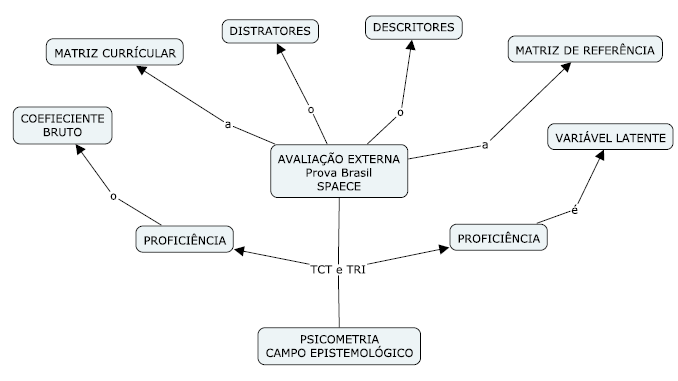 DESCRITORES
DISTRATORES
MATRIZ CURRÍCULAR
MATRIZ DE REFERÊNCIA
o
o
a
a
COEFIECIENTE
BRUTO
VARIÁVEL LATENTE
AVALIAÇÃO EXTERNA
Prova Brasil
SPAECE
o
é
PROFICIÊNCIA
PROFICIÊNCIA
TCT e TRI
PSICOMETRIA
CAMPO EPISTEMOLÓGICO